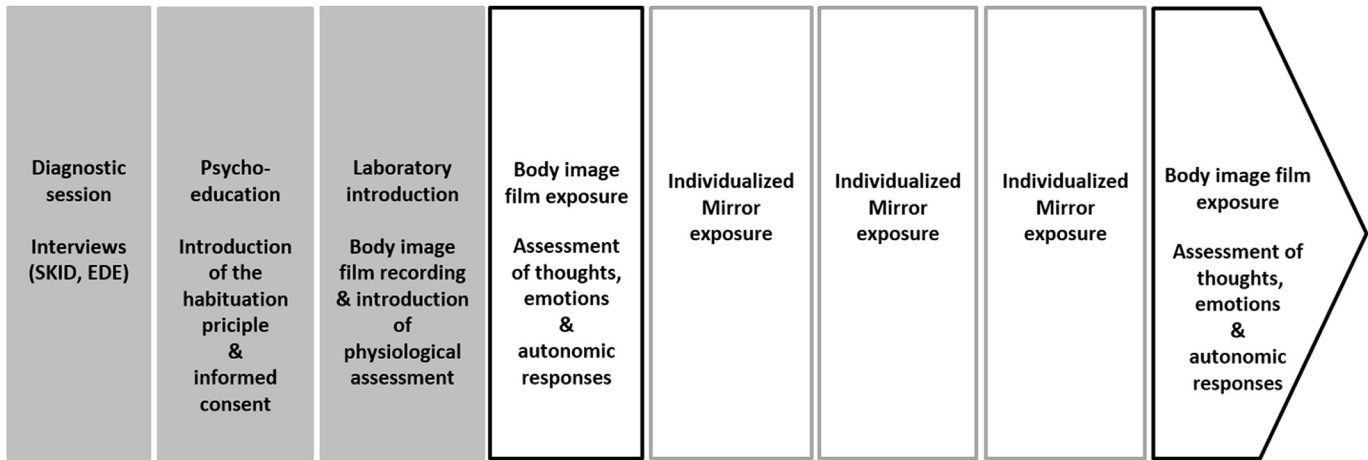 Diagnostic
session
Interviews
(SKID, EDE)
Psycho-
education
Introduction
of the
habituation
priciple
&
informed
consent
Laboratory
introduction
Body image
film recording
& introduction
of
physiological
assessment
Body image
film exposure
Assessment
of thoughts,
emotions
&
autonomic
responses
Individualized
Mirror
exposure
Individualized
Mirror
exposure
Individualized
Mirror
exposure
Body image film
exposure
Assessment of
thoughts,
emotions
&
autonomic
responses